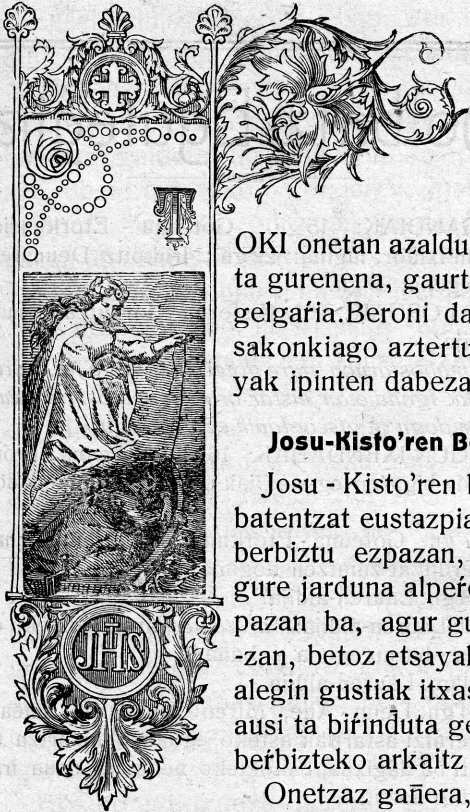 T
OKI onetan azaldu
ta gurenena, gaurt
gelgaŕia.Beroni da
sakonkiago aztertu
yak ipinten dabeza
Josu-Kisto'ren B
Josu - Kisto'ren
batentzat eustazpia
berbiztu ezpazan,
gure jarduna alpeŕ
pazan ba, agur gu
-zan, betoz etsayak
alegin gustiak itxas
ausi ta biŕinduta ge
beŕbizteko arkaitz
Onetzaz gañera,
JHS